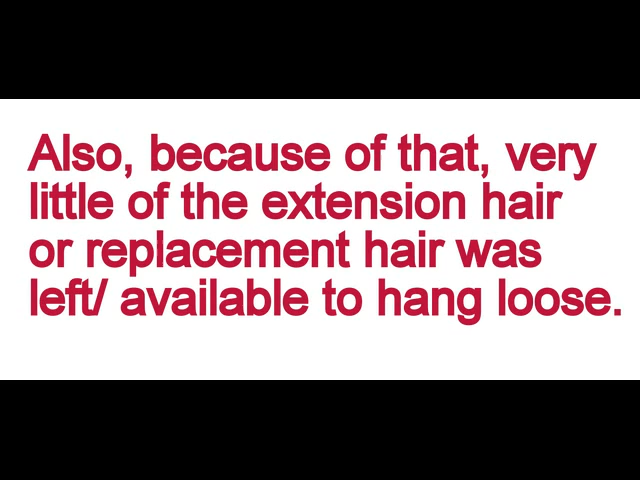 Also, because of that, very
little of the extension hair
or replacement hair was
left/ available to hang loose.